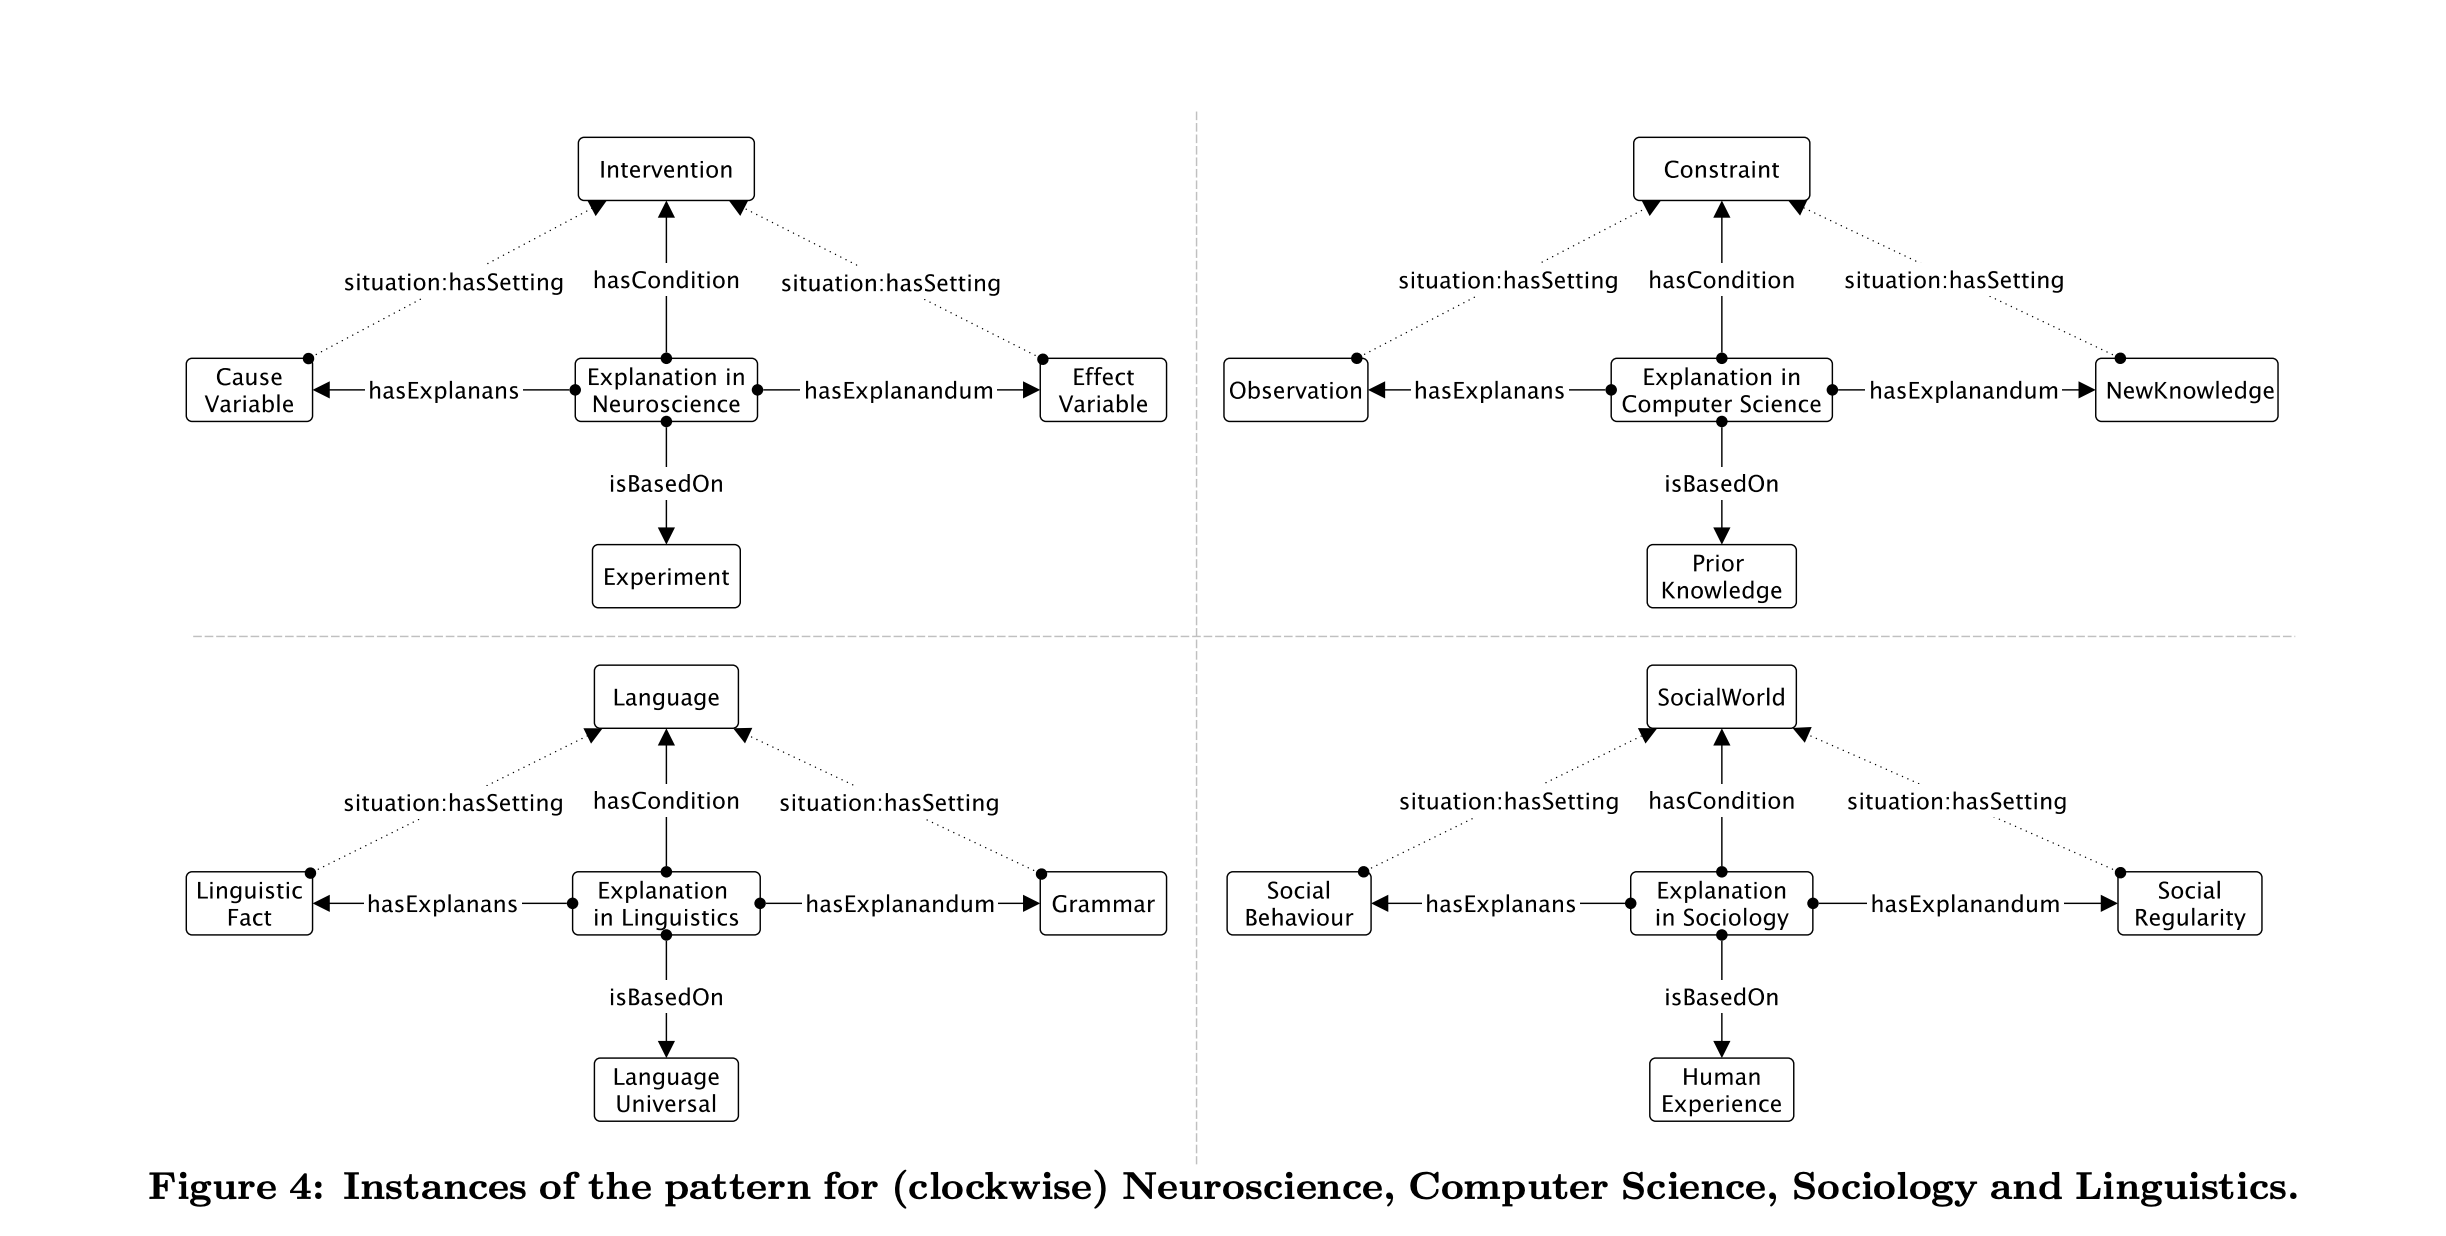 Intervention
situation:hasSetting
hasCondition
situation:hasSetting
Cause
Variable
hasExplanans
Explanation in
Neuroscience
hasExplanandum
Effect
Variable
isBasedOn
Experiment
Constraint
situation:hasSetting
hasCondition
situation:hasSetting
Observation
hasExplanans
Explanation in
Computer Science
hasExplanandum
NewKnowledge
isBasedOn
Prior
Knowledge
Language
situation:hasSetting
hasCondition
situation:hasSetting
Linguistic
Fact
hasExplanans
Explanation
in Linguistics
hasExplanandum
Grammar
isBasedOn
Language
Universal
SocialWorld
situation:hasSetting
hasCondition
situation:hasSetting
Social
Behaviour
hasExplanans
Explanation
in Sociology
hasExplanandum
Social
Regularity
isBasedOn
Human
Experience
Figure 4: Instances of the pattern for (clockwise) Neuroscience, Computer Science, Sociology and Linguistics.